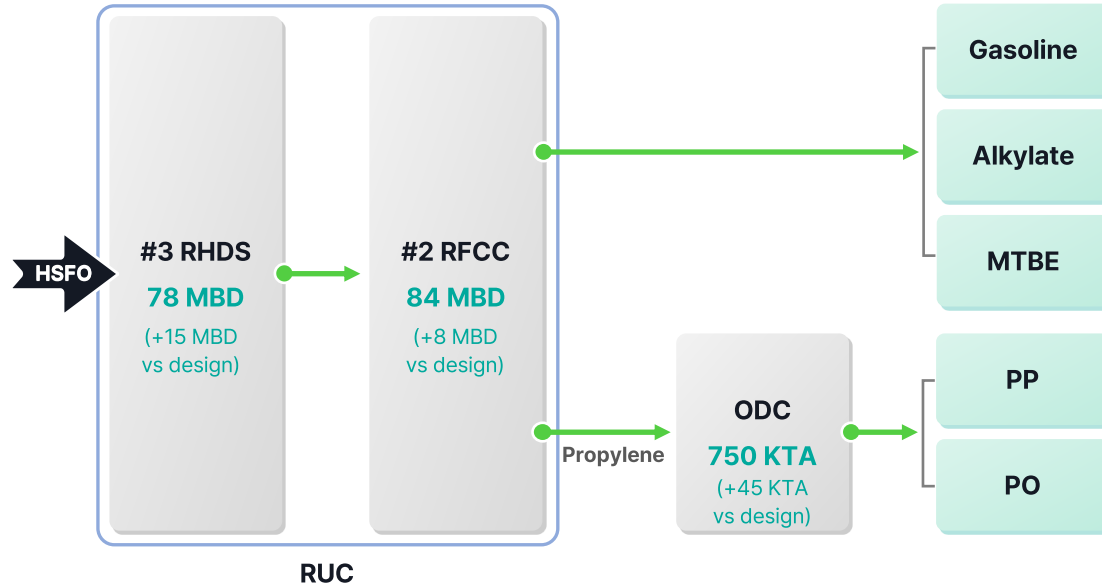 HSFO
#3 RHDS
78 MBD
(+15 MBD
vs design)
#2 RFCC
84 MBD
(+8 MBD
vs design)
RUC
Propylene
ODC
750 KTA
(+45 KTA
vs design)
Gasoline
Alkylate
MTBE
PP
PO